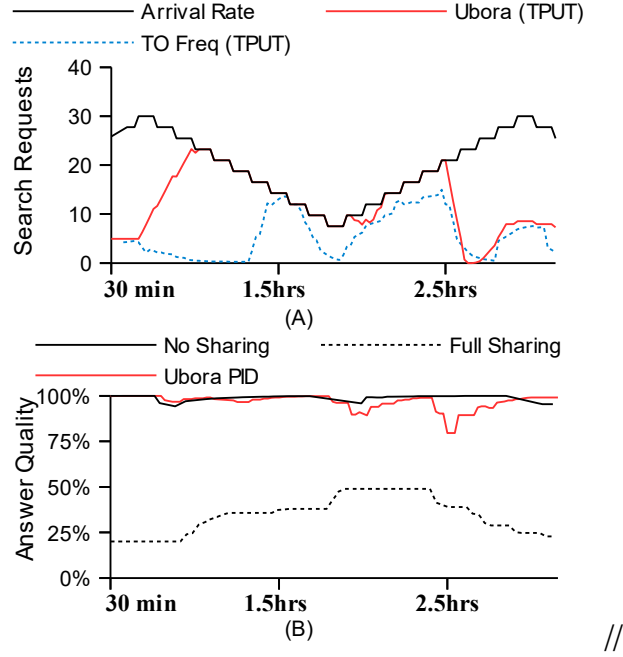 Arrival Rate Ubora (TPUT)
TO Freq (TPUT)
Search Requests
40
30
20
10
0
30 min 1.5hrs 2.5hrs
(A)
No Sharing Full Sharing
Ubora PID
Answer Quality
100%
75%
50%
25%
0%
30 min 1.5hrs 2.5hrs
(B)
//